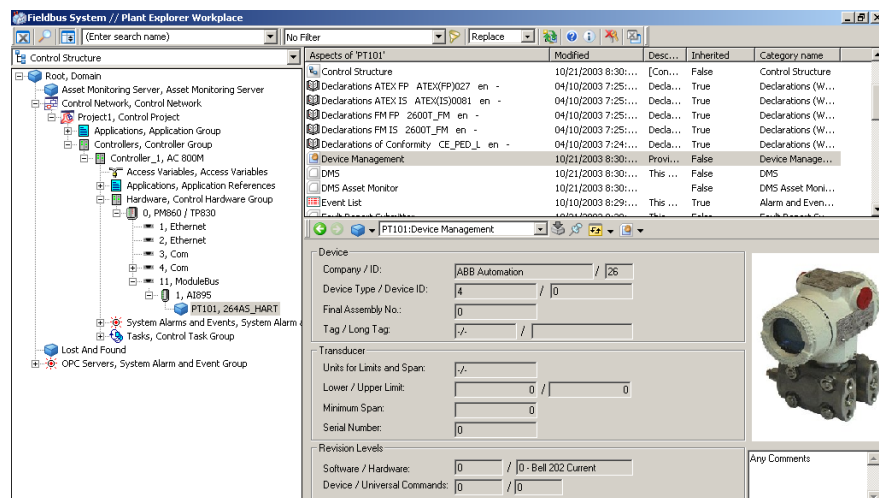 Fieldbus System // Plant Explorer Workplace
(Enter search name) No Filter Replace
Control Structure
Root, Domain
Asset Monitoring Server, Asset Monitoring Server
Control Network, Control Network
Project1, Control Project
Applications, Application Group
Controllers, Controller Group
Controller_1, AC 800M
Access Variables, Access Variables
Applications, Application References
Hardware, Control Hardware Group
0, PM860 / TP830
1, Ethernet
2, Ethernet
3, Com
4, Com
11, ModuleBus
1, AI895
PT101, 264AS_HART
System Alarms and Events, System Alarm
Tasks, Control Task Group
Lost And Found
OPC Servers, System Alarm and Event Group
Aspects of 'PT101' Modified Desc... Inherited Category name
Control Structure 10/21/2003 8:30:... [Con... False Control Structure
Declarations ATEX FP ATEX(FP)027 en - 04/10/2003 7:25:... Decla... True Declarations (W...
Declarations ATEX IS ATEX(IS)0081 en - 04/10/2003 7:25:... Decla... True Declarations (W...
Declarations FM FP 2600T_FM en - 04/10/2003 7:25:... Decla... True Declarations (W...
Declarations FM IS 2600T_FM en - 04/10/2003 7:25:... Decla... True Declarations (W...
Declarations of Conformity CE_PED_L en - 04/10/2003 7:24:... Decla... True Declarations (W...
Device Management 10/21/2003 8:30:... Provi... False Device Manage...
DMS 10/21/2003 8:30:... This ... False DMS
DMS Asset Monitor 10/21/2003 8:30:... False DMS Asset Moni...
Event List 10/10/2003 8:29:... This ... True Alarm and Even...
PT101:Device Management
Device
Company / ID: ABB Automation / 26
Device Type / Device ID: 4 / 0
Final Assembly No.: 0
Tag / Long Tag: -/- /
Transducer
Units for Limits and Span: -/-
Lower / Upper Limit: 0 / 0
Minimum Span: 0
Serial Number: 0
Revision Levels
Software / Hardware: 0 / 0 - Bell 202 Current
Device / Universal Commands: 0 / 0
Any Comments